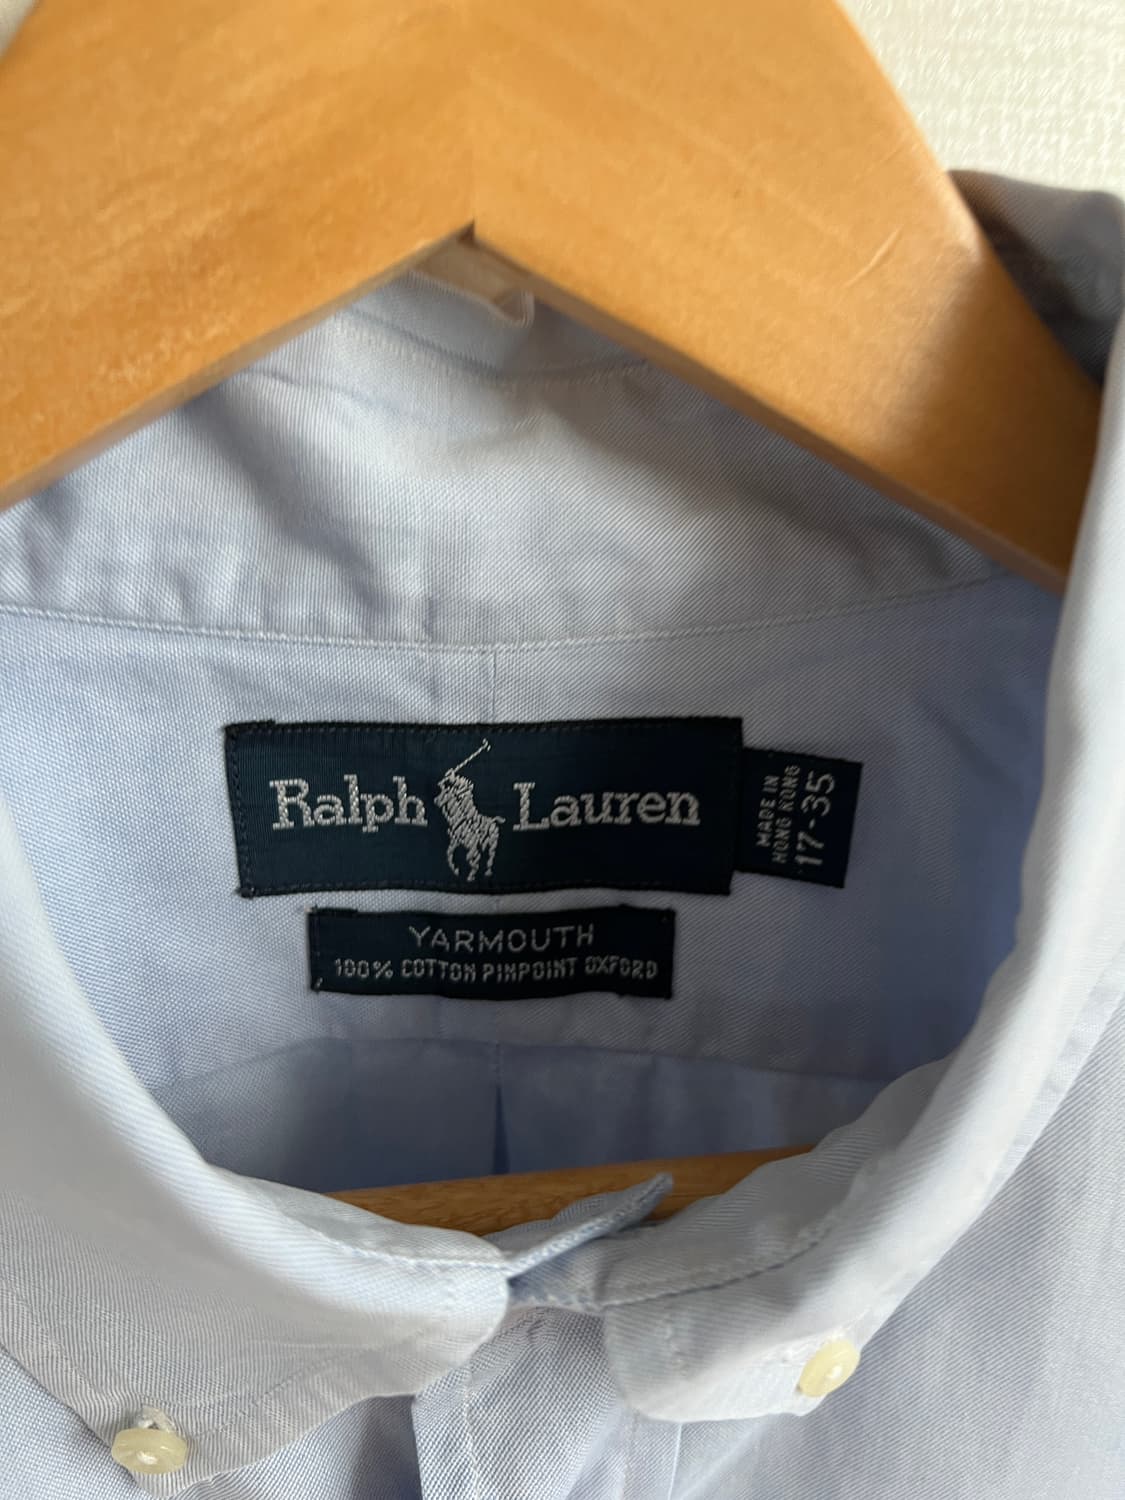 Ralph Lauren
MADE IN
HONG KONG
17-35
YARMOUTH
100% COTTON PINPOINT OXFORD